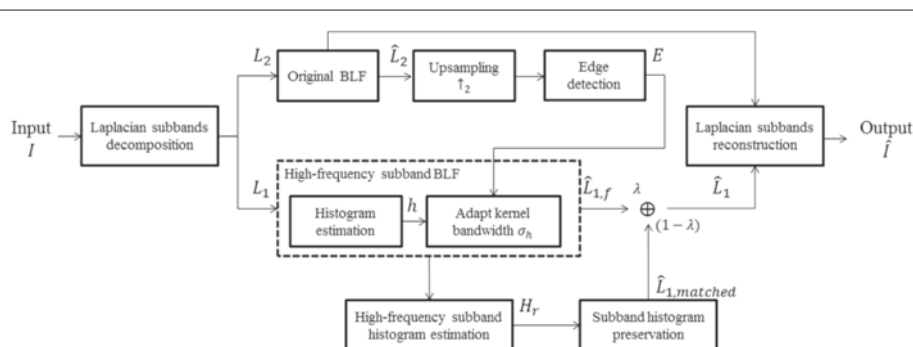 Input
I
Laplacian subbands
decomposition
L₂
Original BLF
L̂₂
Upsampling
↑₂
Edge
detection
E
L₁
High-frequency subband BLF
Histogram
estimation
h
Adapt kernel
bandwidth σₕ
L̂₁,f
λ
⊕
(1 − λ)
L̂₁
Laplacian subbands
reconstruction
Output
Î
High-frequency subband
histogram estimation
Hᵣ
Subband histogram
preservation
L̂₁,matched